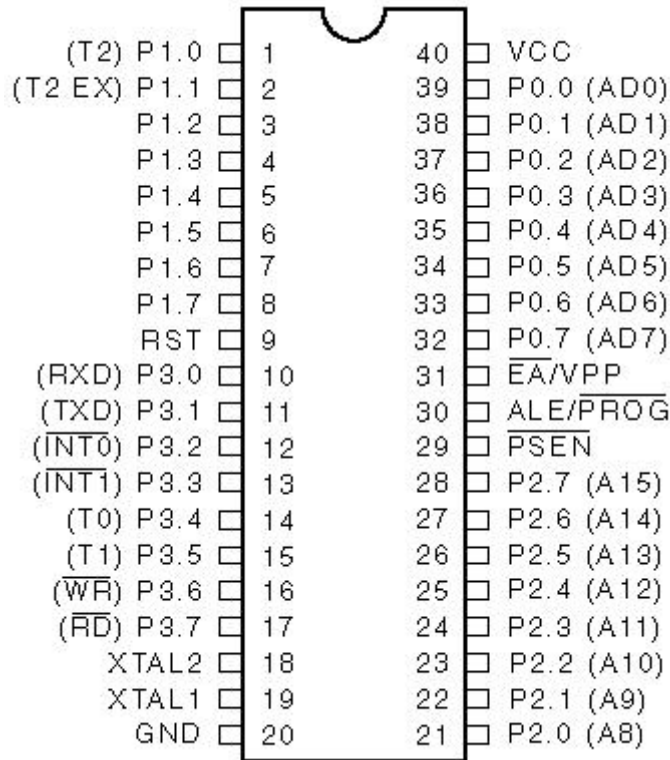 (T2) P1.0 1 40 VCC
(T2 EX) P1.1 2 39 P0.0 (AD0)
P1.2 3 38 P0.1 (AD1)
P1.3 4 37 P0.2 (AD2)
P1.4 5 36 P0.3 (AD3)
P1.5 6 35 P0.4 (AD4)
P1.6 7 34 P0.5 (AD5)
P1.7 8 33 P0.6 (AD6)
RST 9 32 P0.7 (AD7)
(RXD) P3.0 10 31 E̅A̅/VPP
(TXD) P3.1 11 30 ALE/P̅R̅O̅G̅
(I̅N̅T̅0̅) P3.2 12 29 P̅S̅E̅N̅
(I̅N̅T̅1̅) P3.3 13 28 P2.7 (A15)
(T0) P3.4 14 27 P2.6 (A14)
(T1) P3.5 15 26 P2.5 (A13)
(W̅R̅) P3.6 16 25 P2.4 (A12)
(R̅D̅) P3.7 17 24 P2.3 (A11)
XTAL2 18 23 P2.2 (A10)
XTAL1 19 22 P2.1 (A9)
GND 20 21 P2.0 (A8)